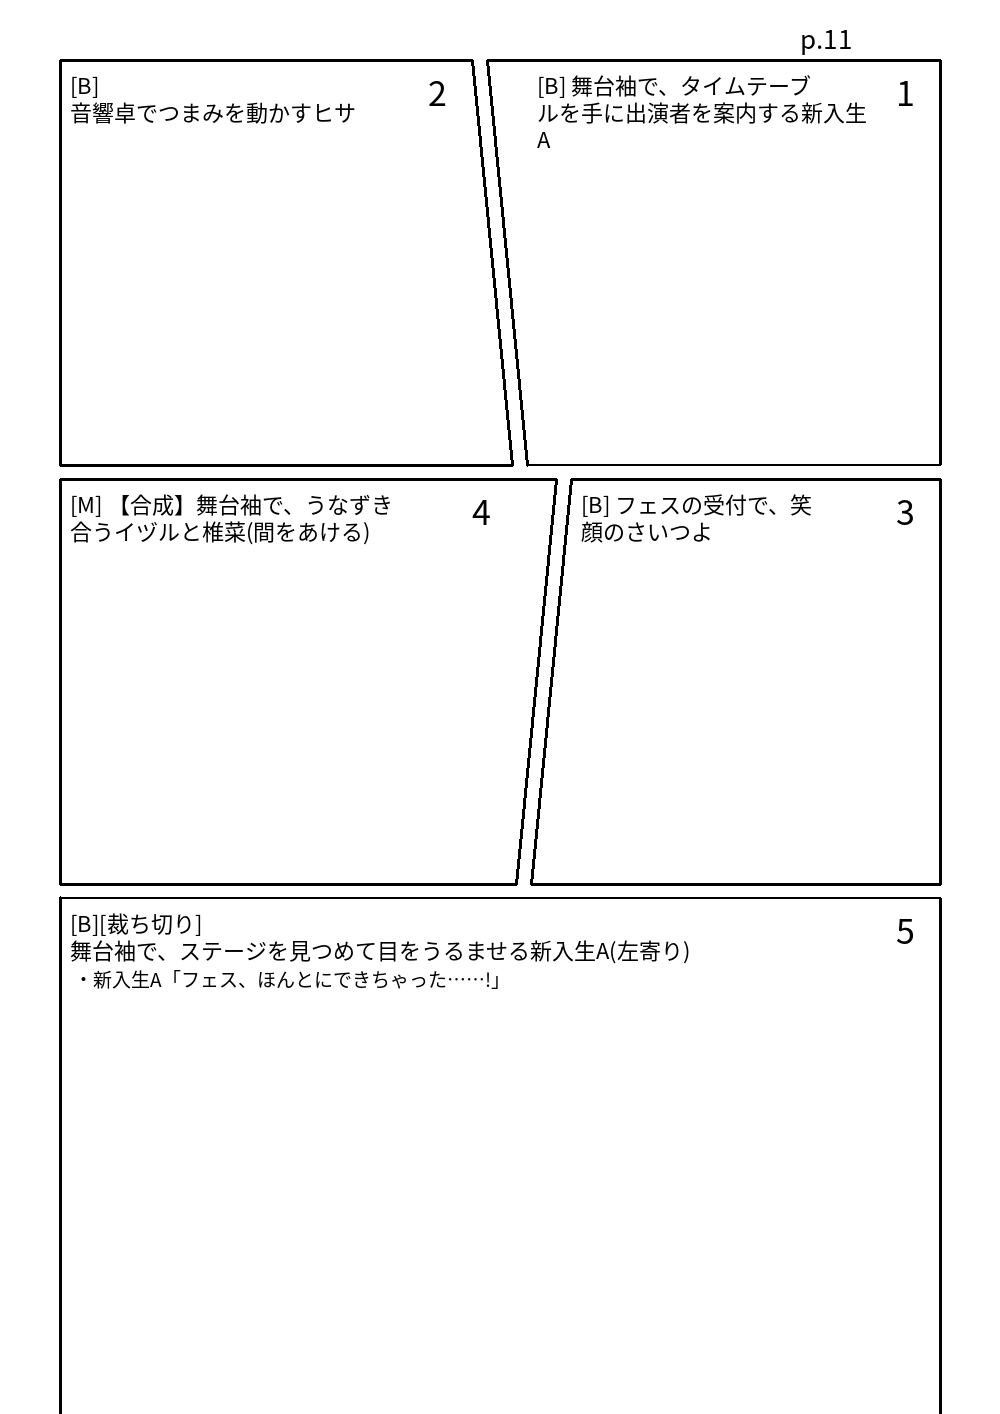 p.11
1
[B] 舞台袖で、タイムテーブ
ルを手に出演者を案内する新入生
A
2
[B]
音響卓でつまみを動かすヒサ
3
[B] フェスの受付で、笑
顔のさいつよ
4
[M] 【合成】舞台袖で、うなずき
合うイヅルと椎菜(間をあける)
5
[B][裁ち切り]
舞台袖で、ステージを見つめて目をうるませる新入生A(左寄り)
・新入生A「フェス、ほんとにできちゃった……!」